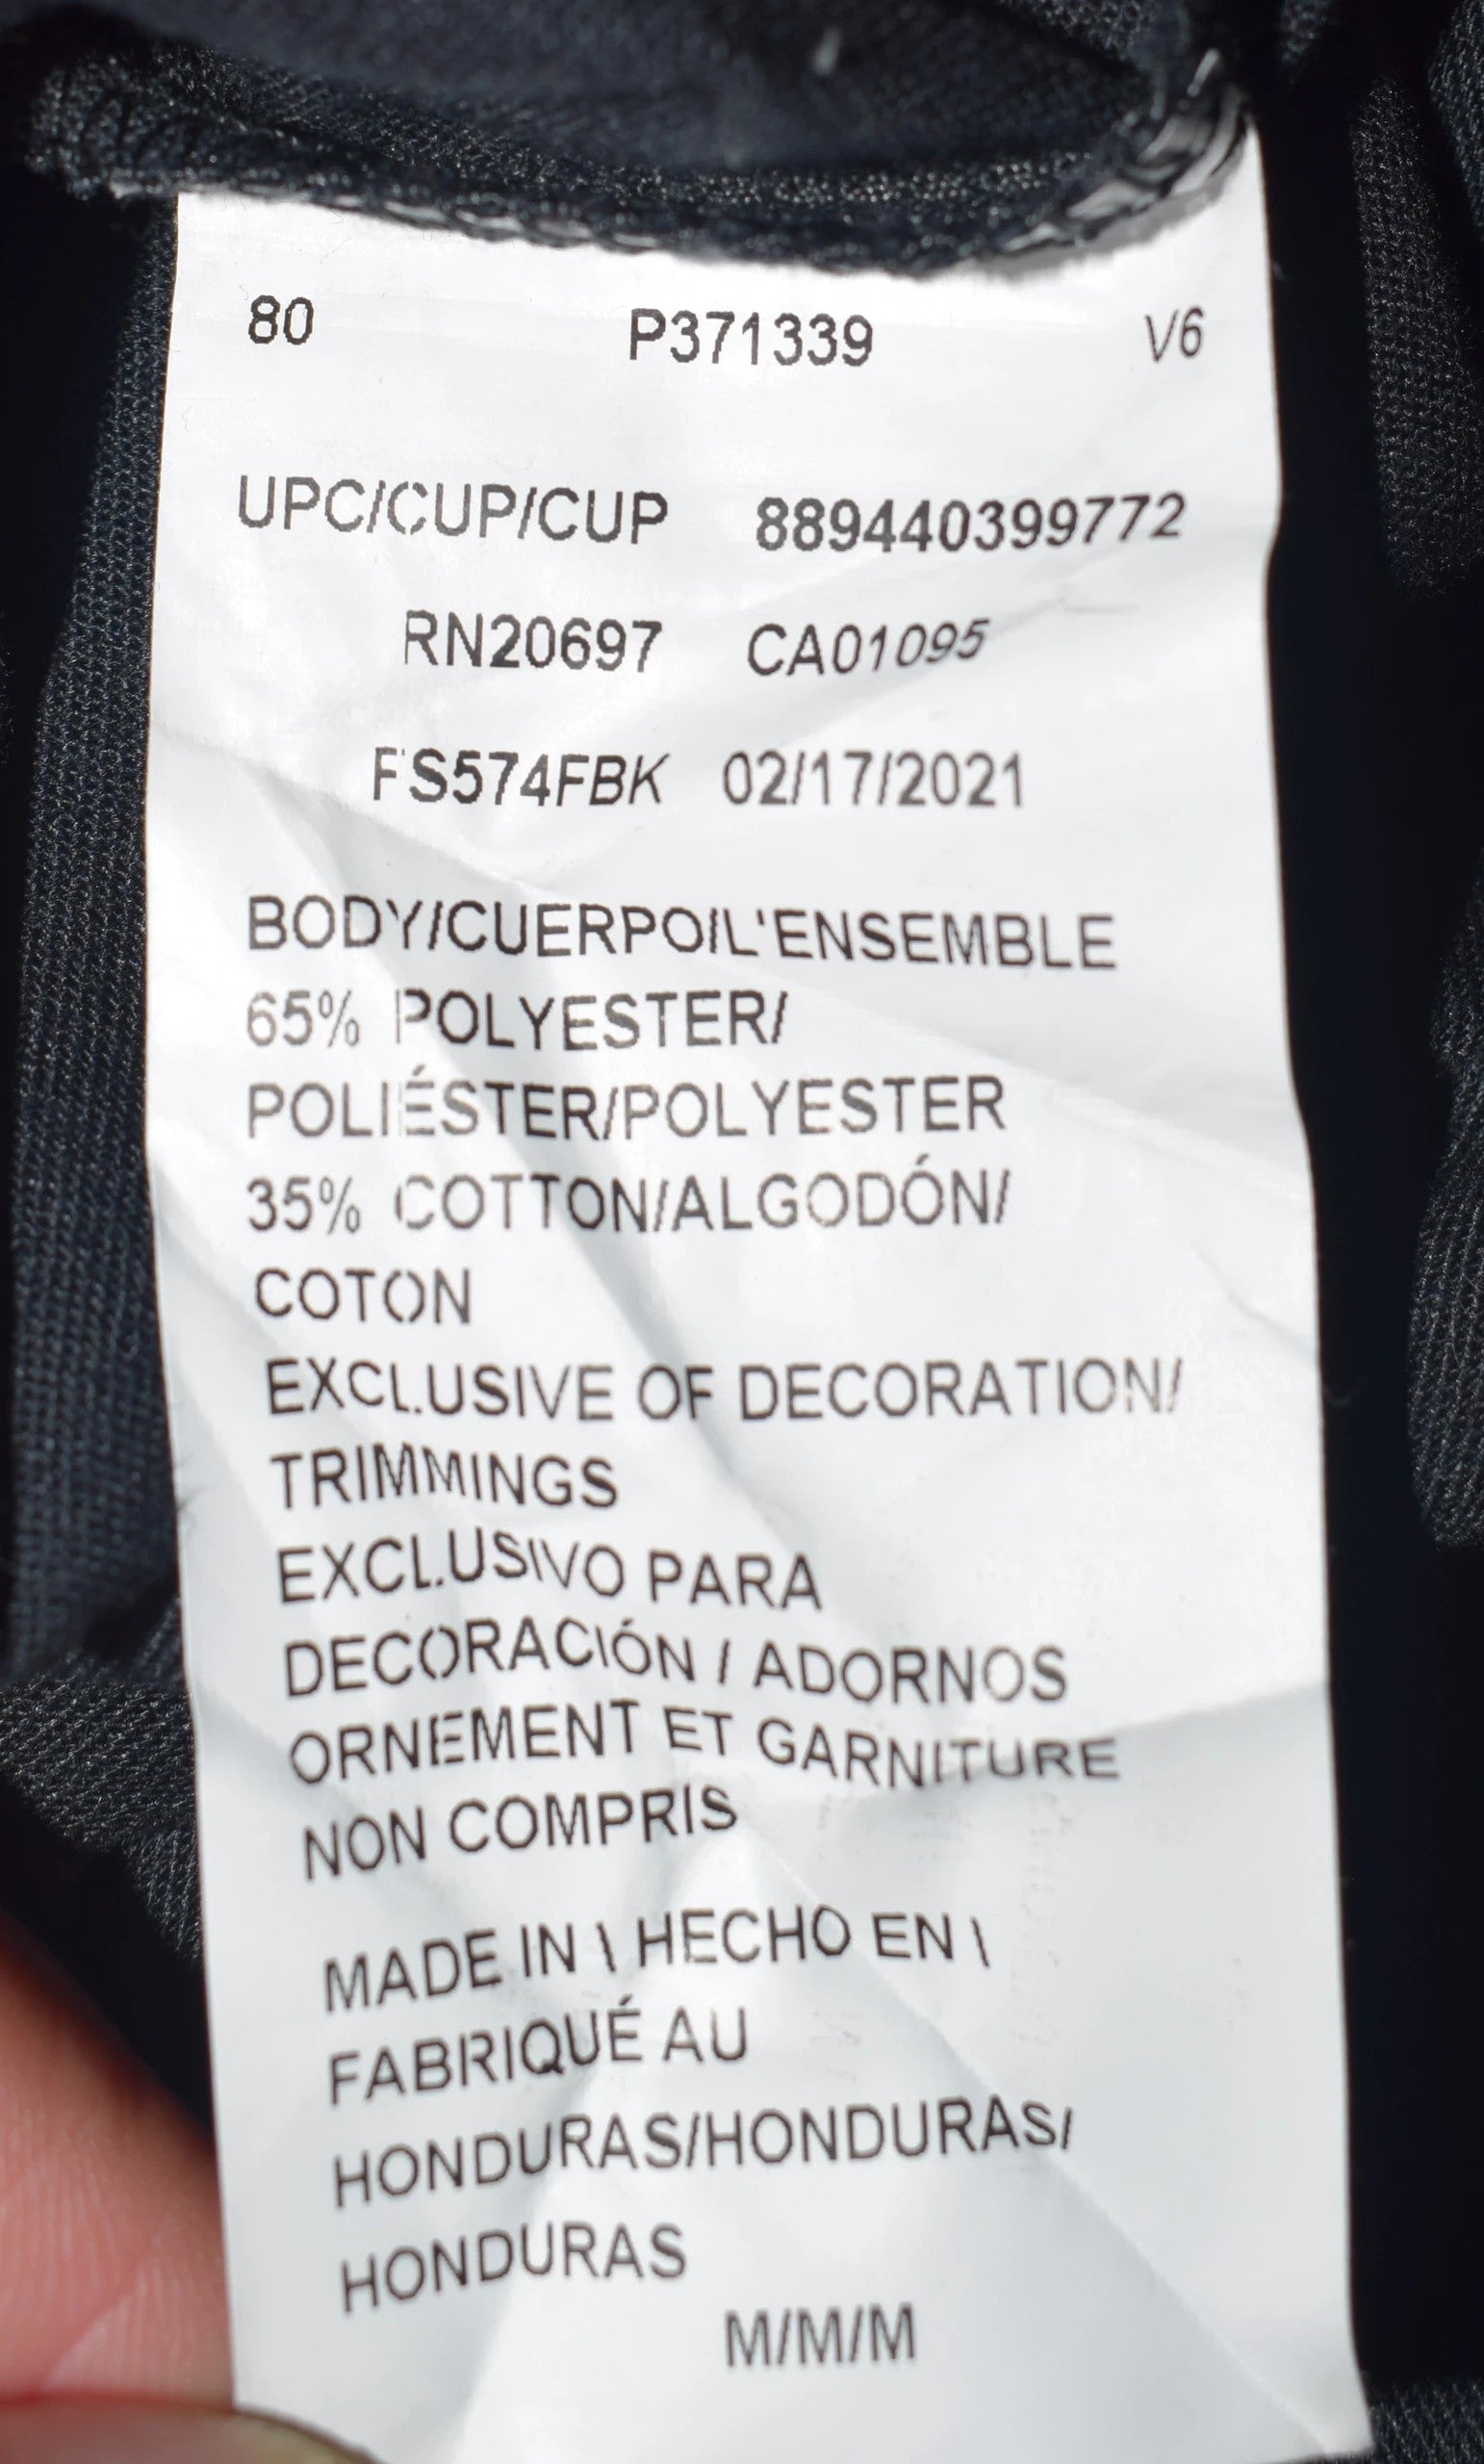 80 P371339 V6
UPC/CUP/CUP 889440399772
RN20697 CA01095
FS574FBK 02/17/2021
BODY/CUERPO/L'ENSEMBLE
65% POLYESTER/
POLIÉSTER/POLYESTER
35% COTTON/ALGODÓN/
COTON
EXCLUSIVE OF DECORATION/
TRIMMINGS
EXCLUSIVO PARA
DECORACIÓN / ADORNOS
ORNEMENT ET GARNITURE
NON COMPRIS
MADE IN \ HECHO EN \
FABRIQUÉ AU
HONDURAS/HONDURAS/
HONDURAS
M/M/M